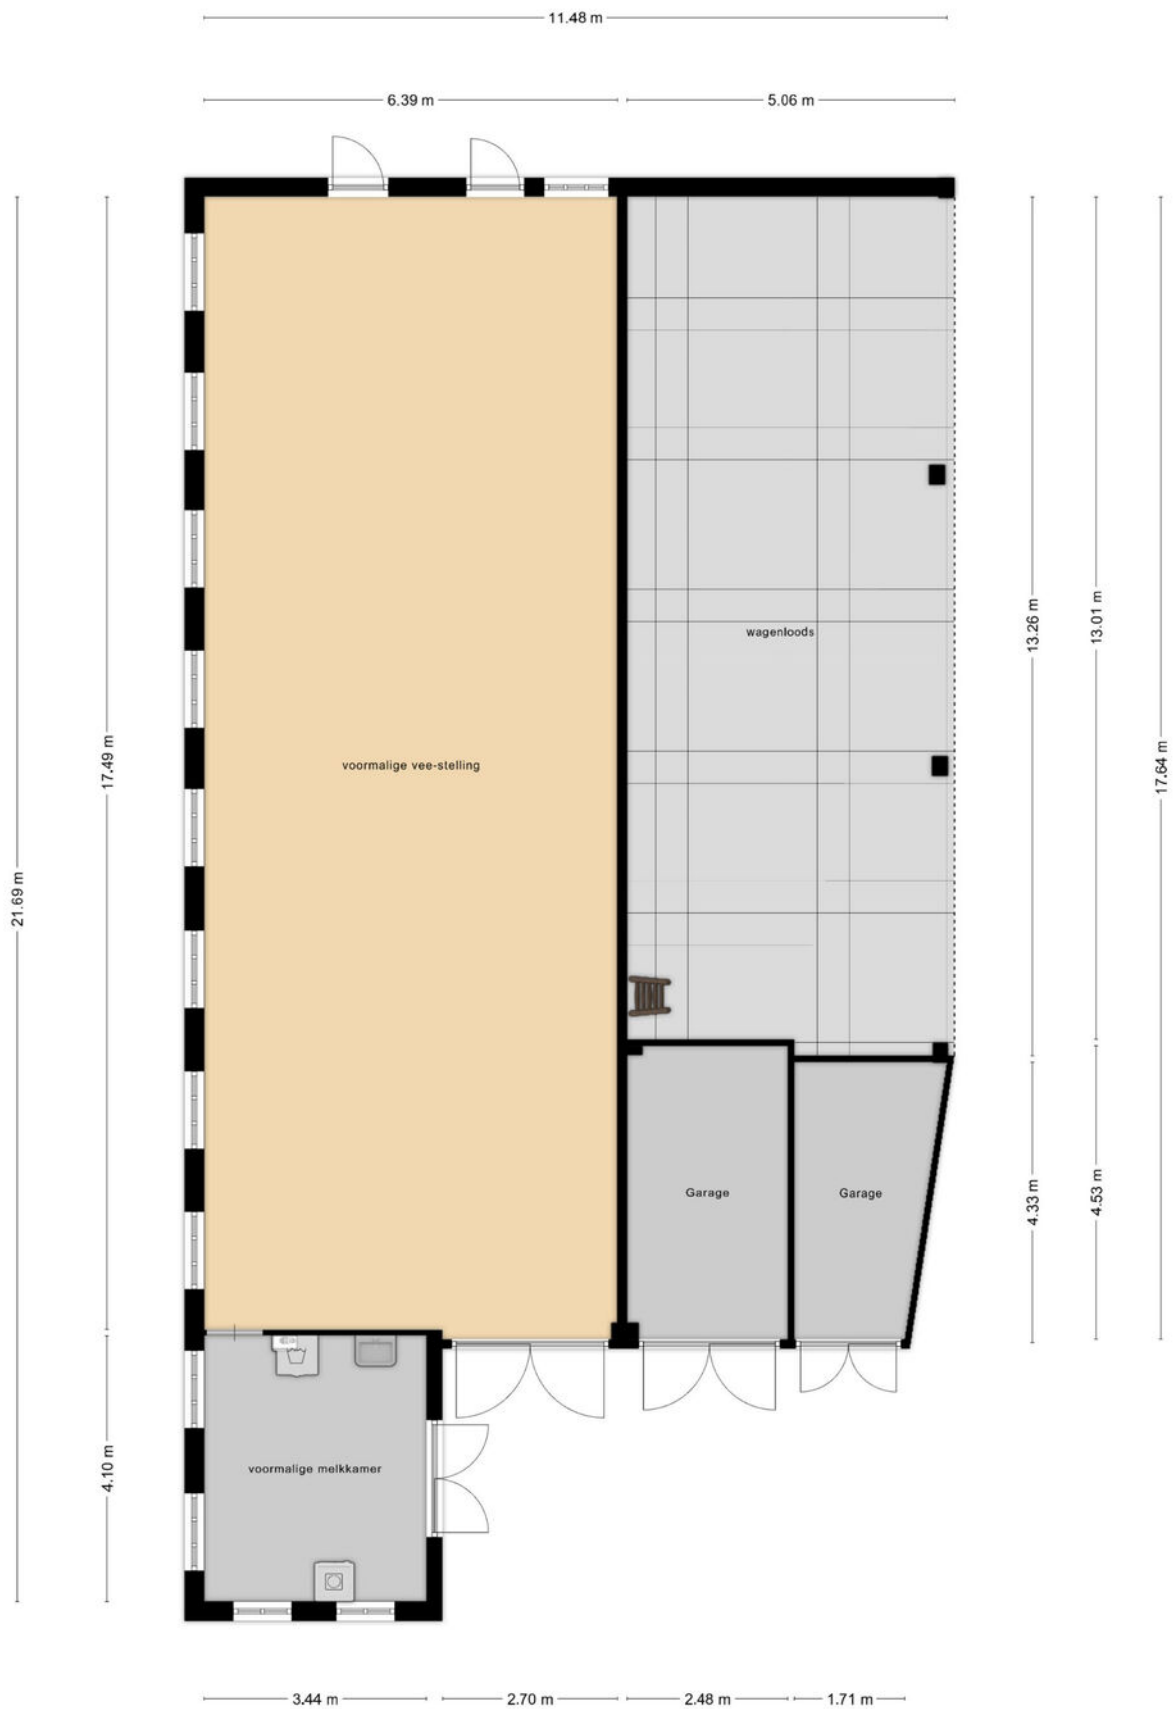 11.48 m
6.39 m
5.06 m
wagenloods
13.26 m
13.01 m
17.49 m
voormalige vee-stelling
17.64 m
21.69 m
Garage
Garage
4.33 m
4.53 m
voormalige melkkamer
4.10 m
3.44 m
2.70 m
2.48 m
1.71 m